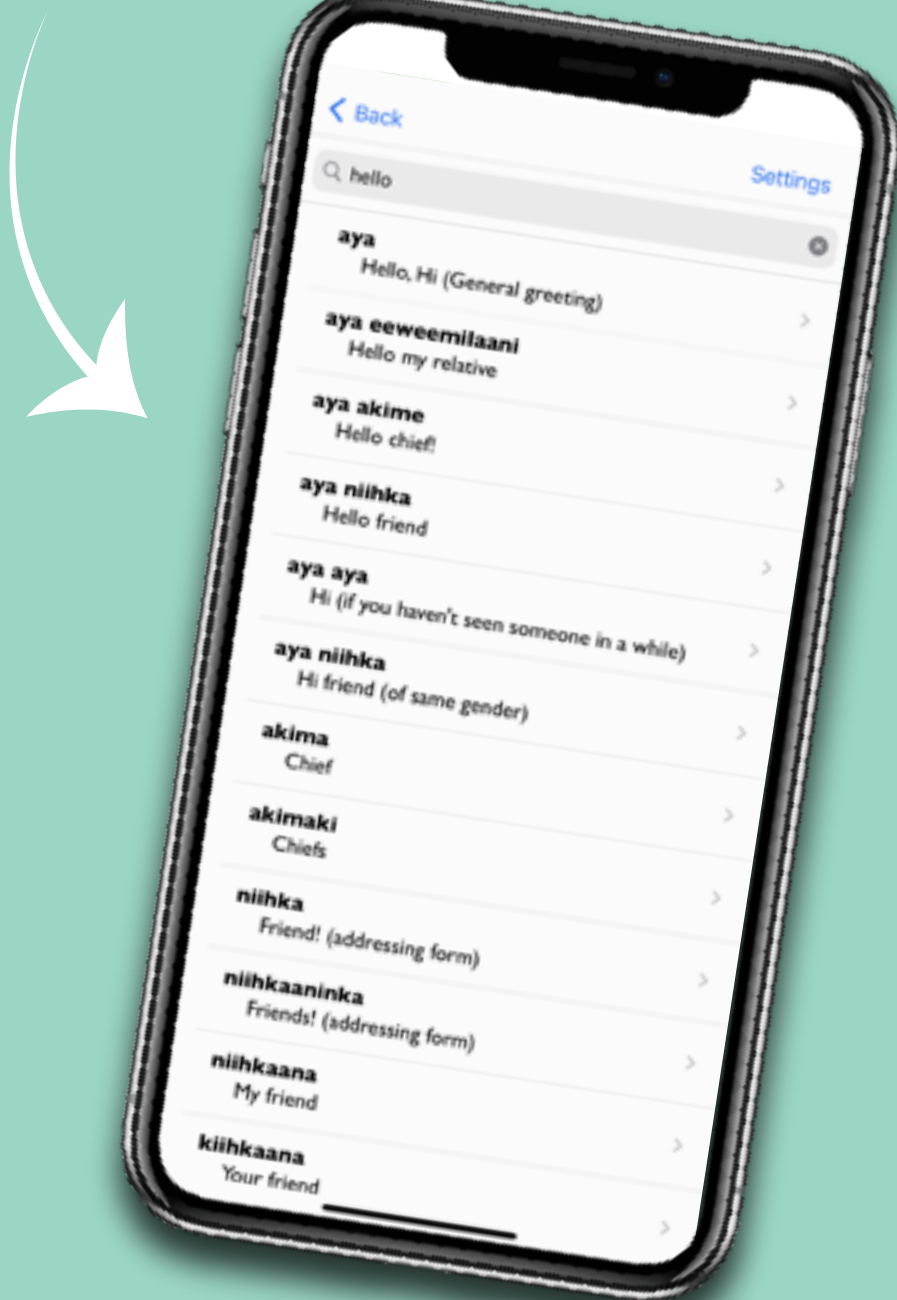 Back
Settings
hello
aya
Hello, Hi (General greeting)
aya eeweemilaani
Hello my relative
aya akime
Hello chief!
aya niihka
Hello friend
aya aya
Hi (if you haven't seen someone in a while)
aya niihka
Hi friend (of same gender)
akima
Chief
akimaki
Chiefs
niihka
Friend! (addressing form)
niihkaaninka
Friends! (addressing form)
niihkaana
My friend
kiihkaana
Your friend